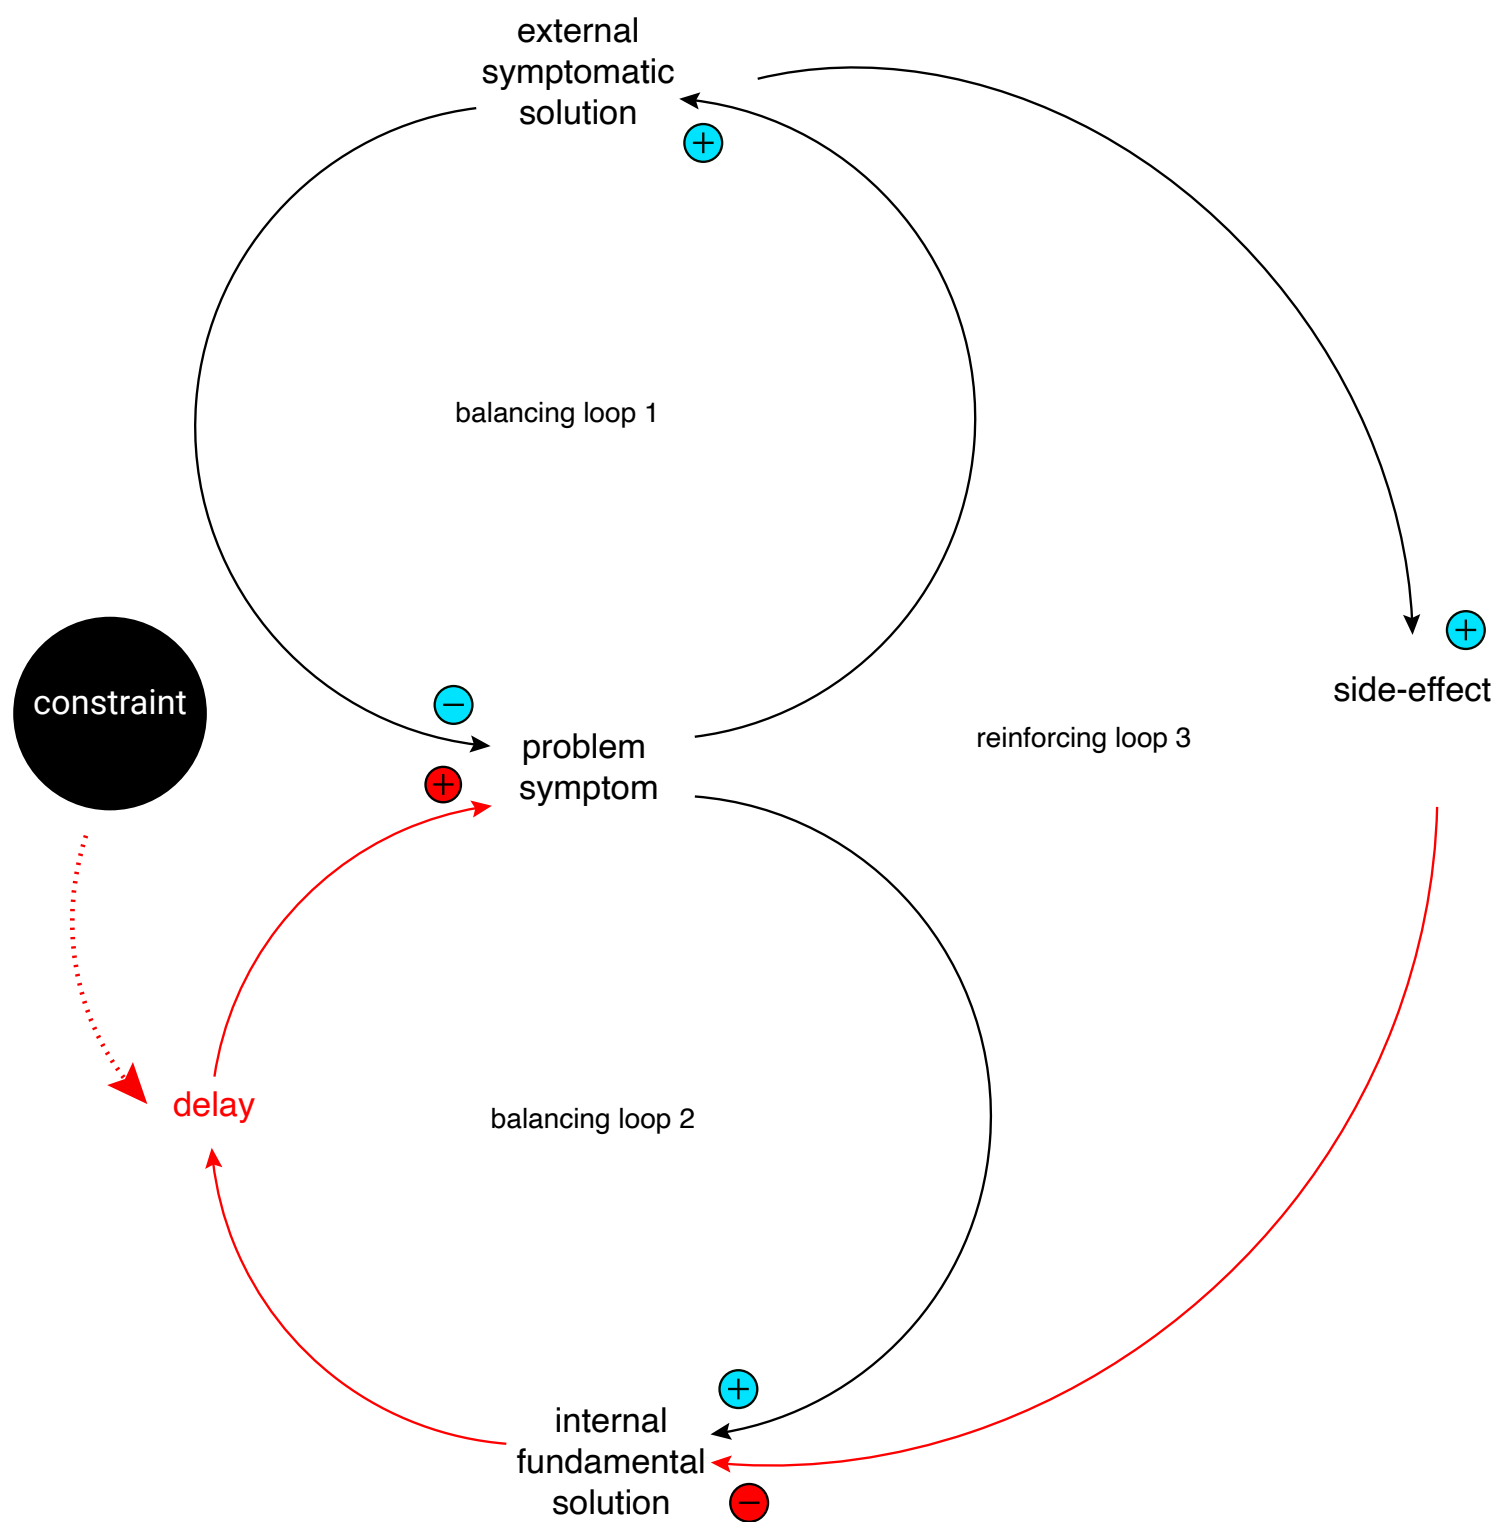 external
symptomatic
solution
+
balancing loop 1
+
constraint
side-effect
−
problem
symptom
reinforcing loop 3
+
delay
balancing loop 2
+
internal
fundamental
solution
−